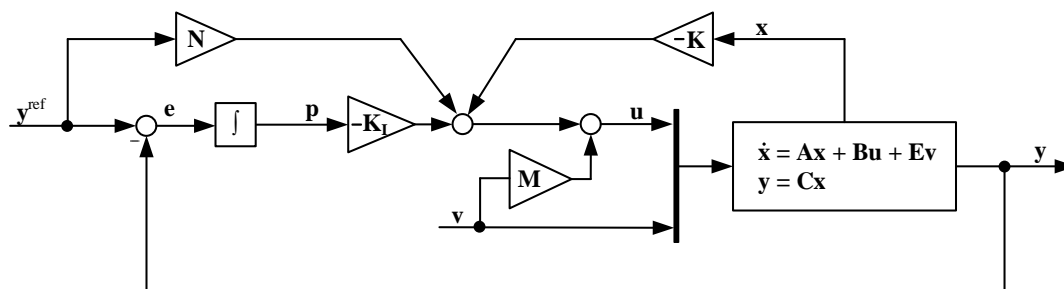 N
−K
x
y^ref
e
∫
p
−K_I
u
−
ẋ = Ax + Bu + Ev
y = Cx
y
M
v